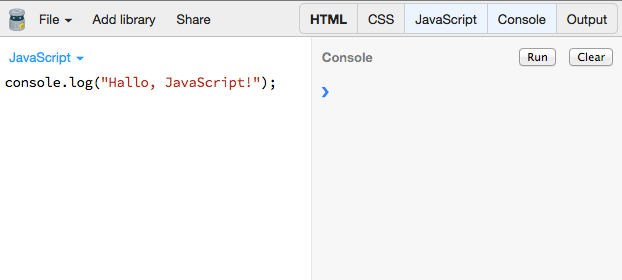 File Add library Share HTML CSS JavaScript Console Output
JavaScript
console.log("Hallo, JavaScript!");
Console Run Clear